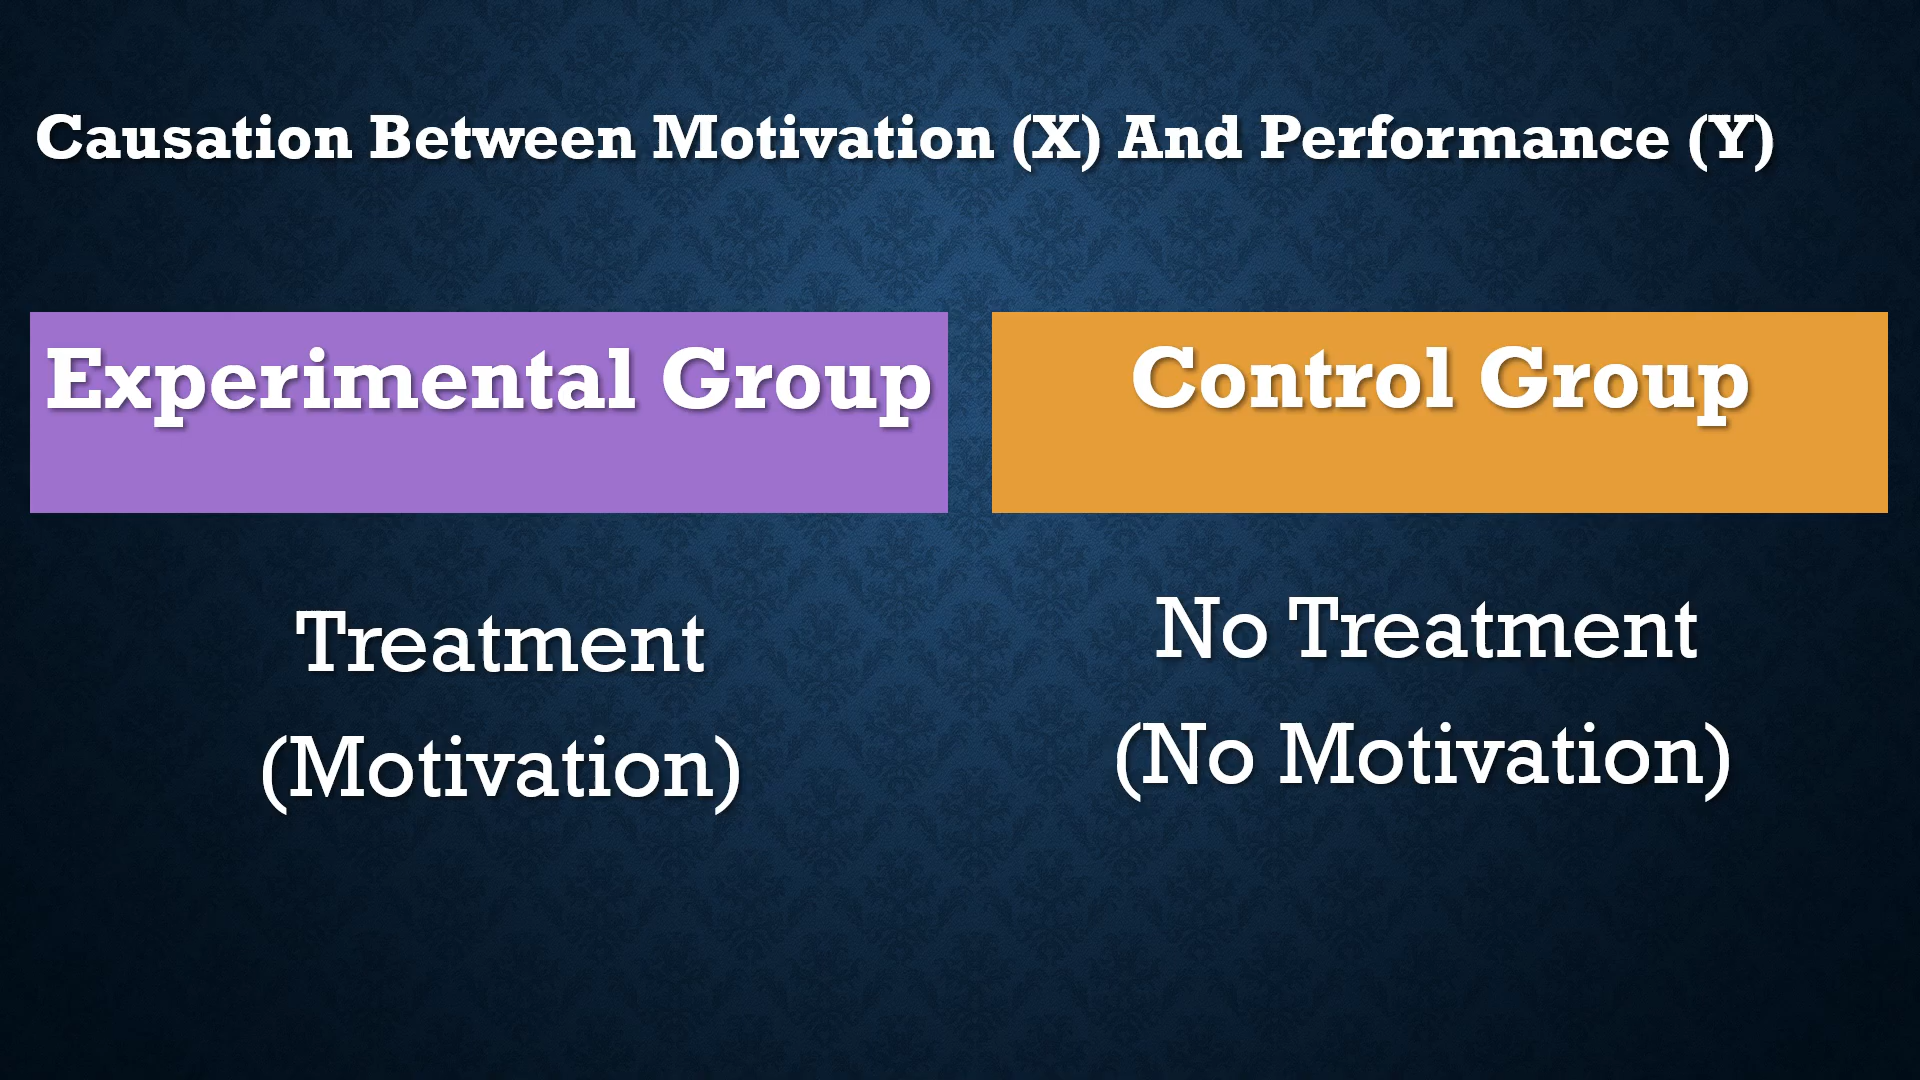 Causation Between Motivation (X) And Performance (Y)
Experimental Group
Control Group
Treatment
(Motivation)
No Treatment
(No Motivation)